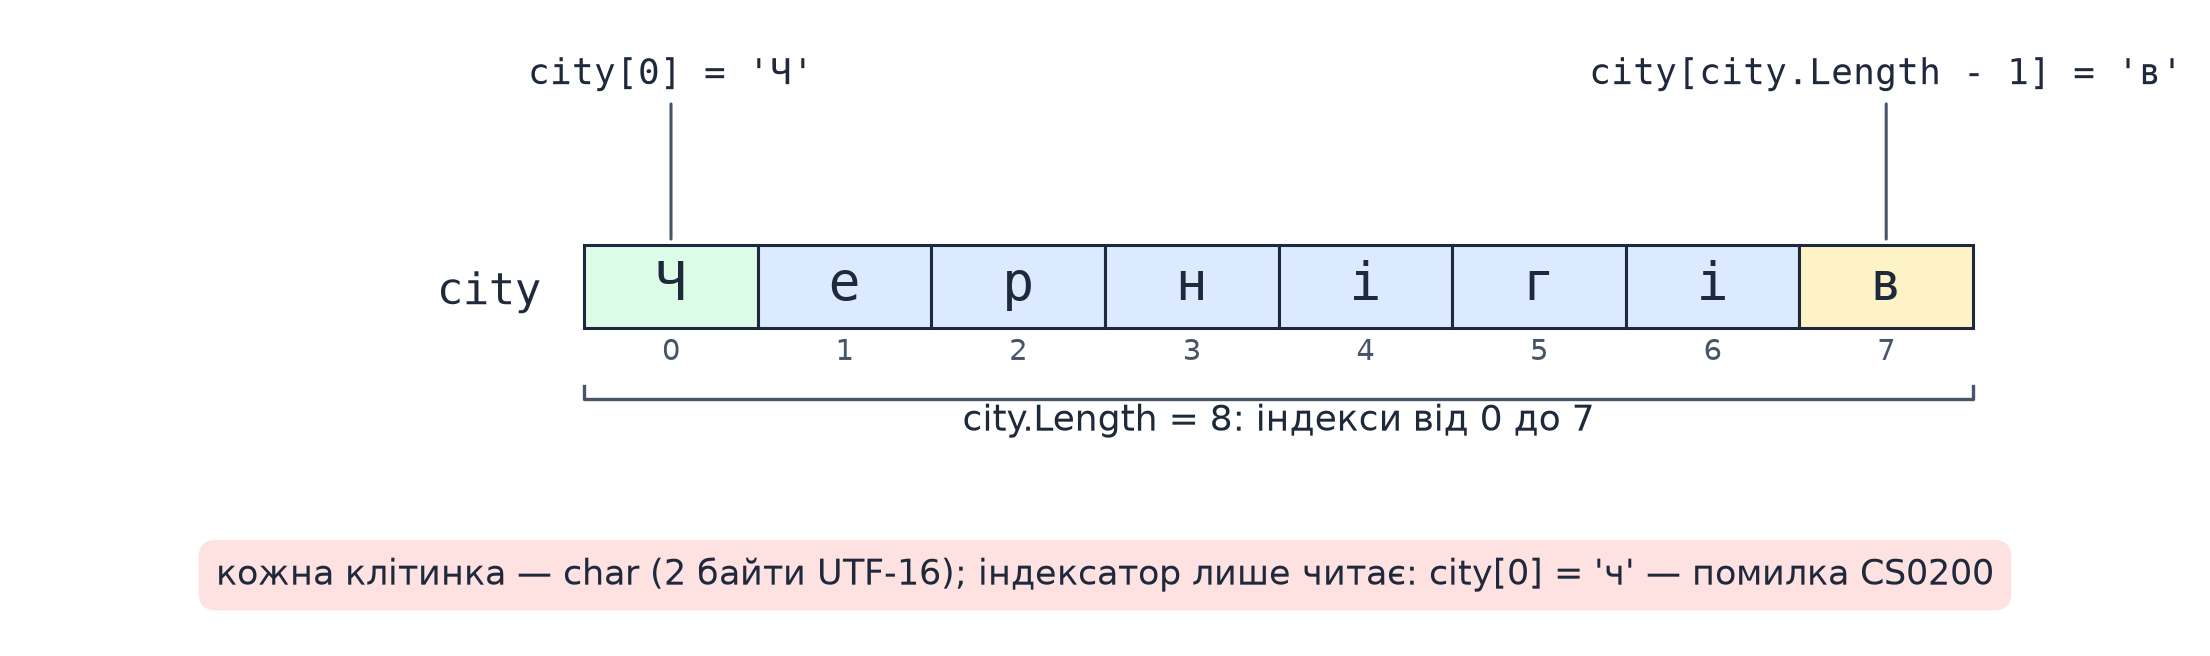 city[0] = 'Ч'
city[city.Length - 1] = 'в'
city Ч е р н і г і в
0 1 2 3 4 5 6 7
city.Length = 8: індекси від 0 до 7
кожна клітинка — char (2 байти UTF-16); індексатор лише читає: city[0] = 'ч' — помилка CS0200